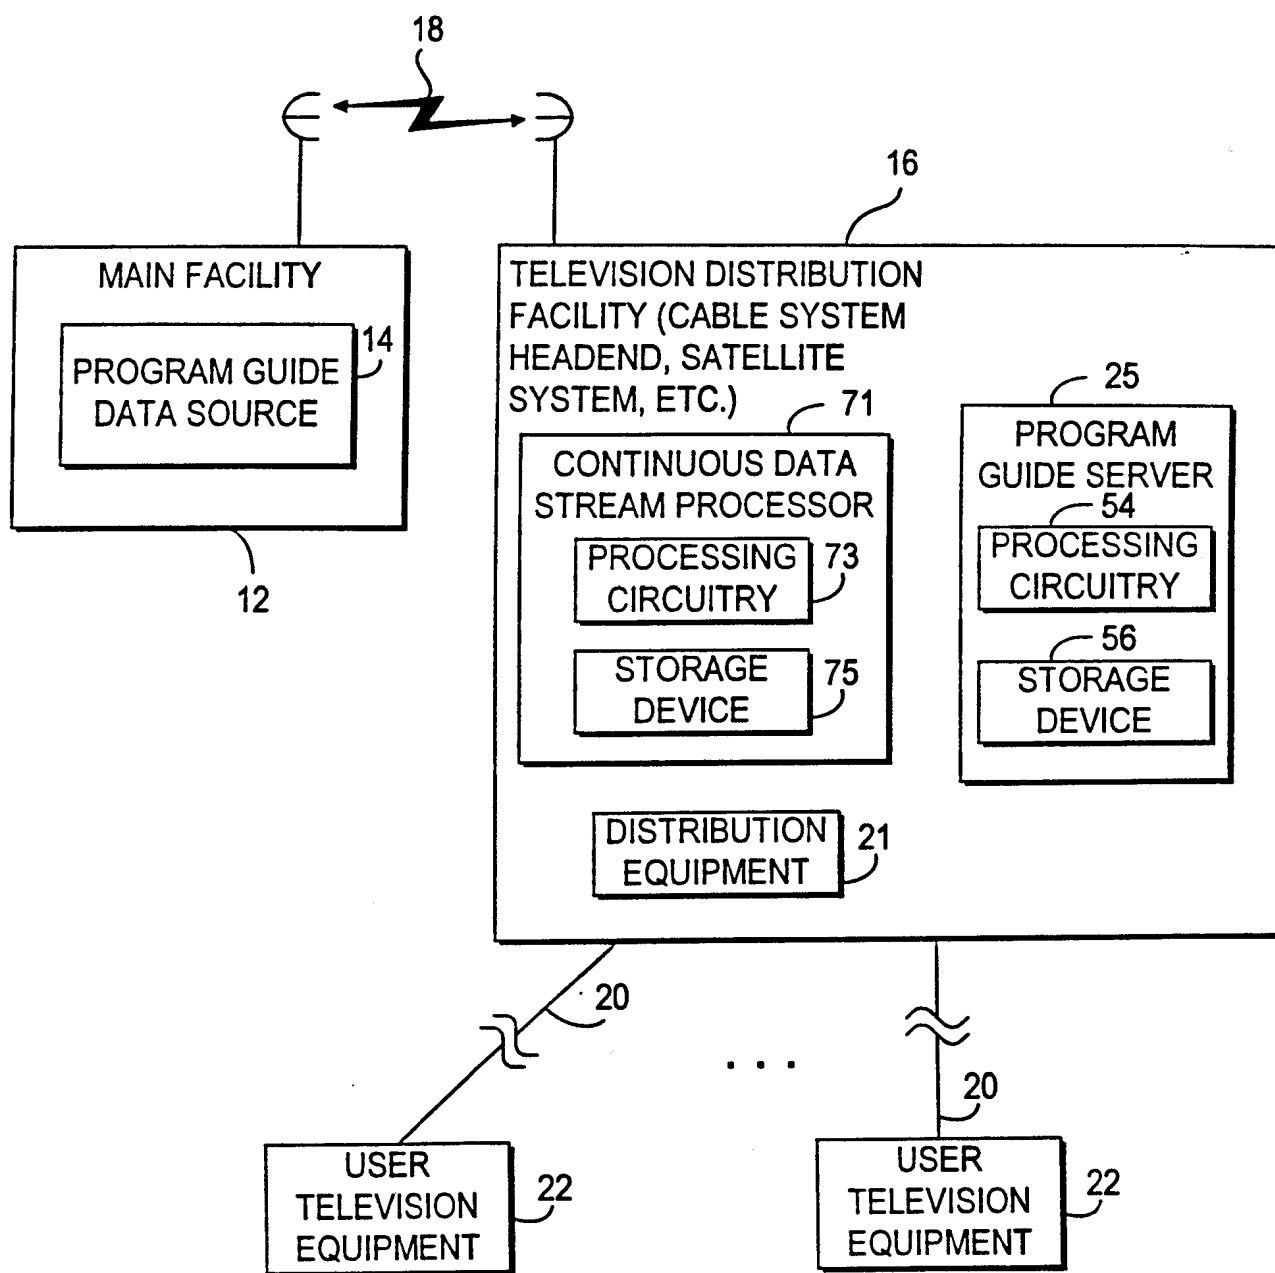 18
16
MAIN FACILITY
14
PROGRAM GUIDE
DATA SOURCE
12
TELEVISION DISTRIBUTION
FACILITY (CABLE SYSTEM
HEADEND, SATELLITE
SYSTEM, ETC.)
71
CONTINUOUS DATA
STREAM PROCESSOR
PROCESSING
CIRCUITRY
73
STORAGE
DEVICE
75
25
PROGRAM
GUIDE SERVER
54
PROCESSING
CIRCUITRY
56
STORAGE
DEVICE
DISTRIBUTION
EQUIPMENT
21
20
. . .
20
USER
TELEVISION
EQUIPMENT
22
USER
TELEVISION
EQUIPMENT
22